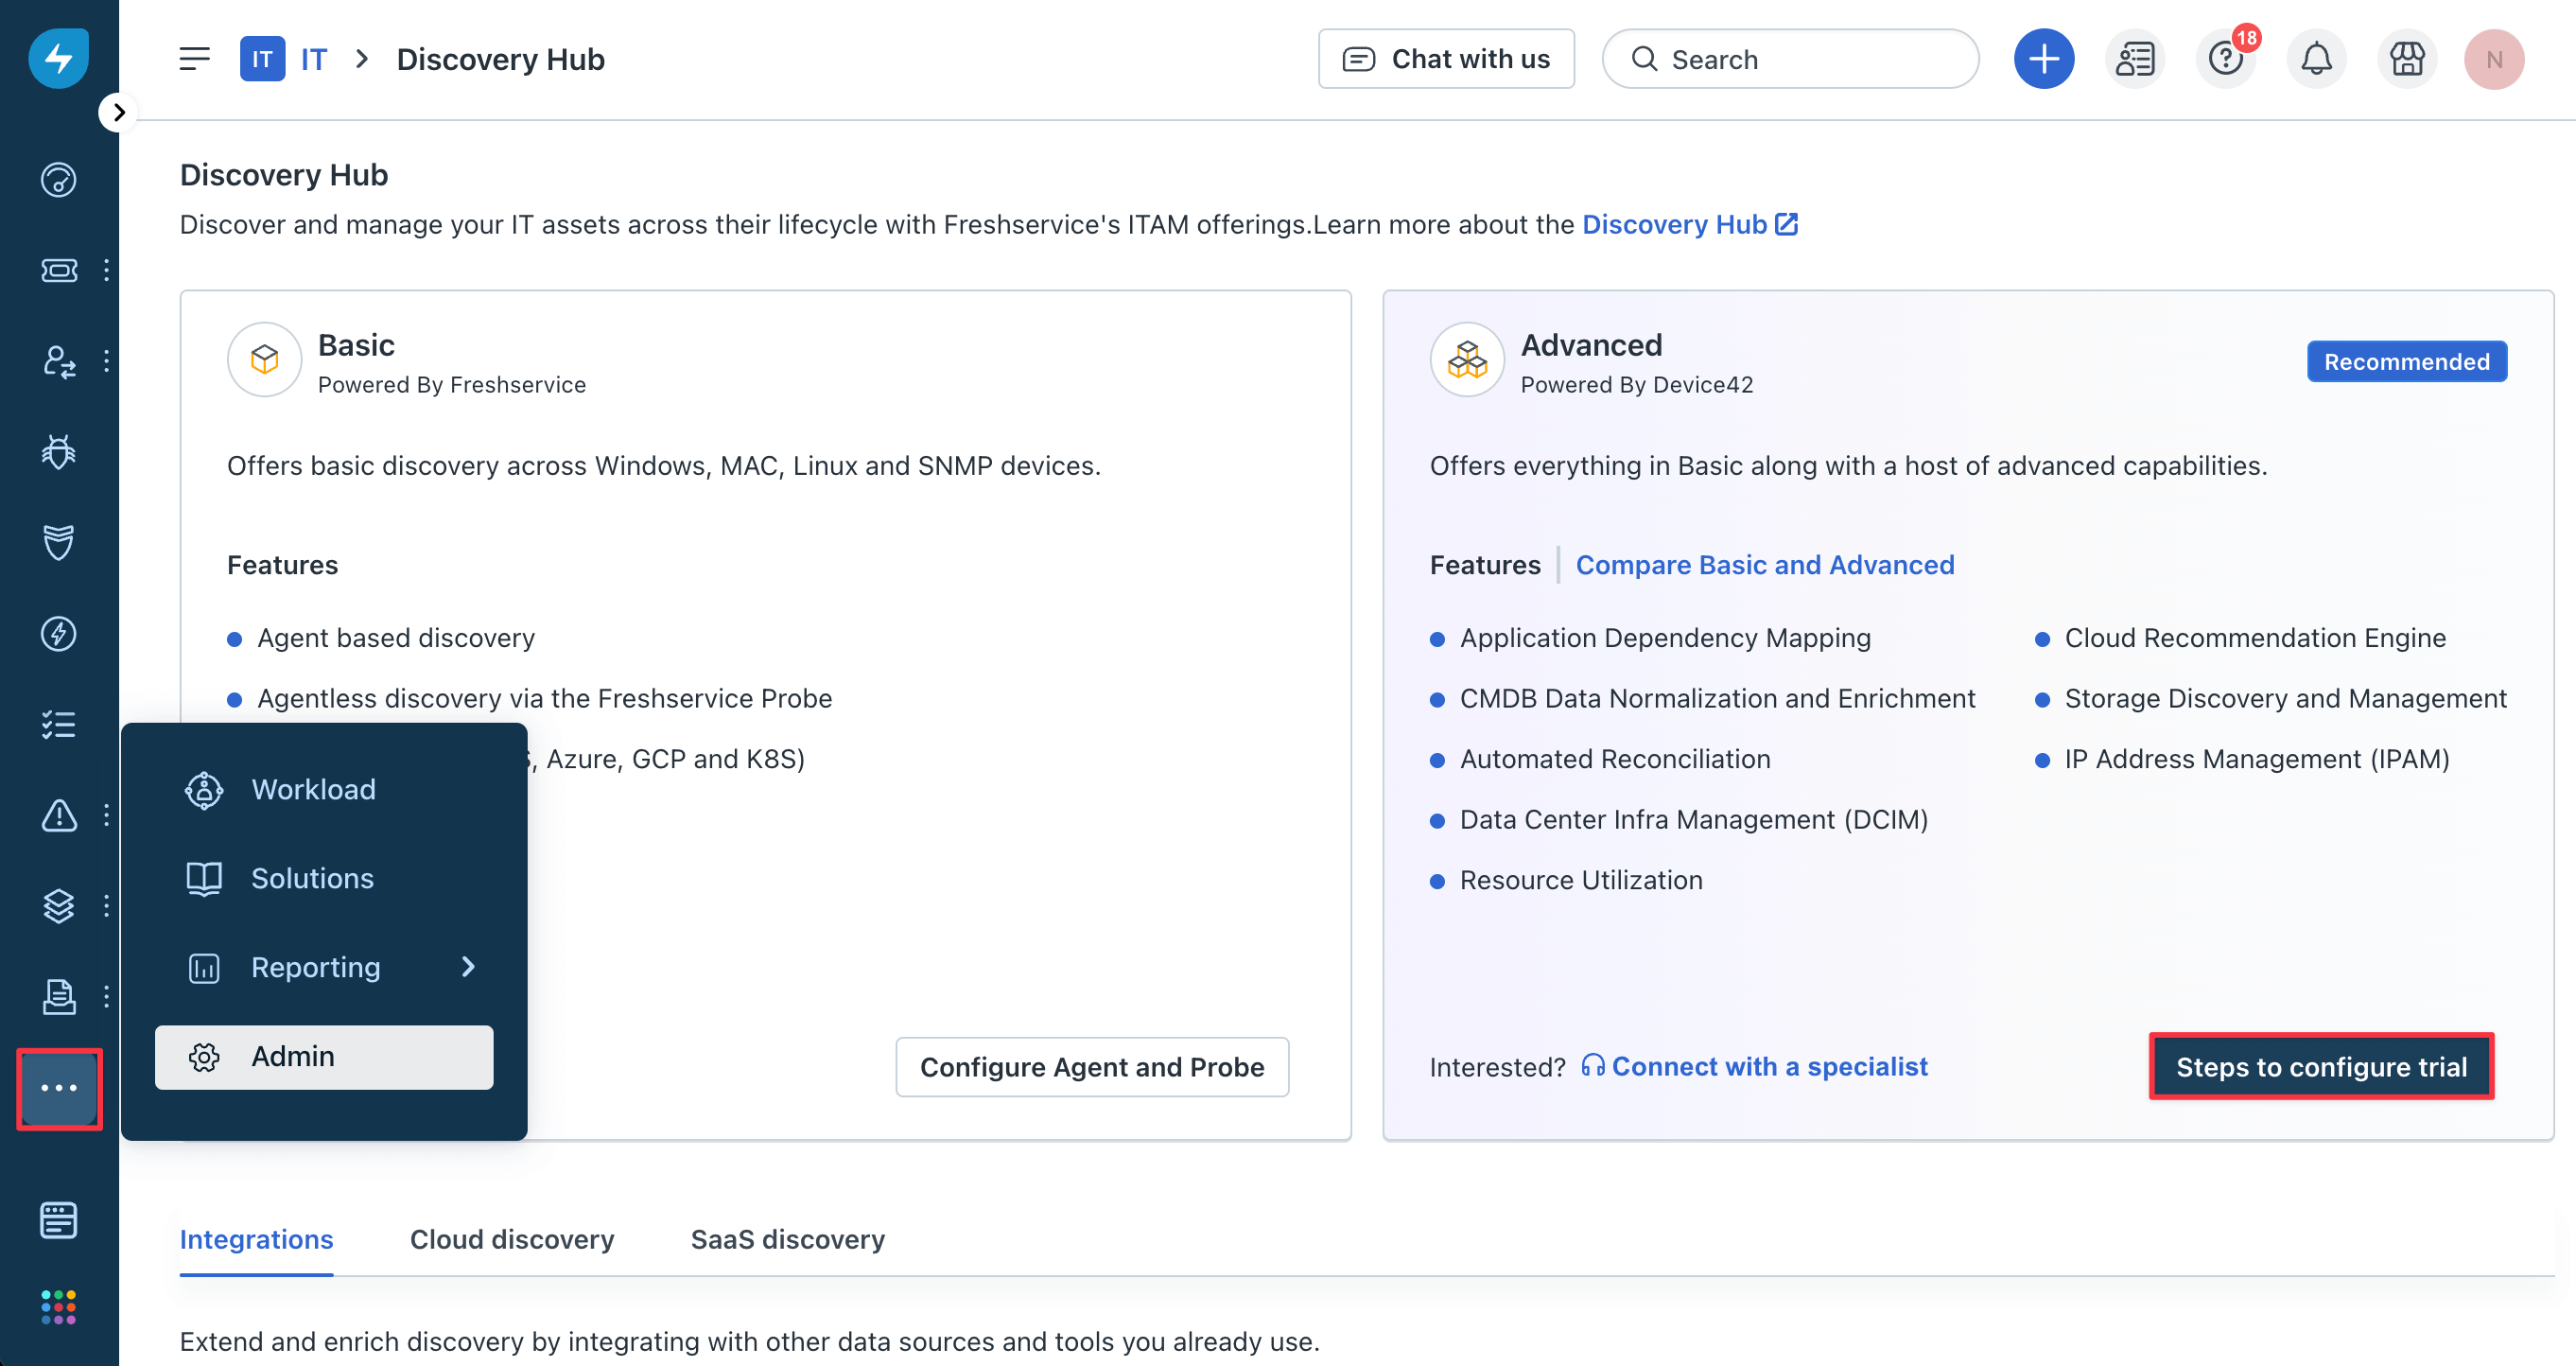 IT IT > Discovery Hub
Chat with us
Search
18
N
Discovery Hub
Discover and manage your IT assets across their lifecycle with Freshservice's ITAM offerings.Learn more about the Discovery Hub
Basic
Powered By Freshservice
Offers basic discovery across Windows, MAC, Linux and SNMP devices.
Features
Agent based discovery
Agentless discovery via the Freshservice Probe
, Azure, GCP and K8S)
Configure Agent and Probe
Advanced
Powered By Device42
Recommended
Offers everything in Basic along with a host of advanced capabilities.
Features | Compare Basic and Advanced
Application Dependency Mapping
CMDB Data Normalization and Enrichment
Automated Reconciliation
Data Center Infra Management (DCIM)
Resource Utilization
Cloud Recommendation Engine
Storage Discovery and Management
IP Address Management (IPAM)
Interested? Connect with a specialist
Steps to configure trial
Workload
Solutions
Reporting
Admin
Integrations
Cloud discovery
SaaS discovery
Extend and enrich discovery by integrating with other data sources and tools you already use.